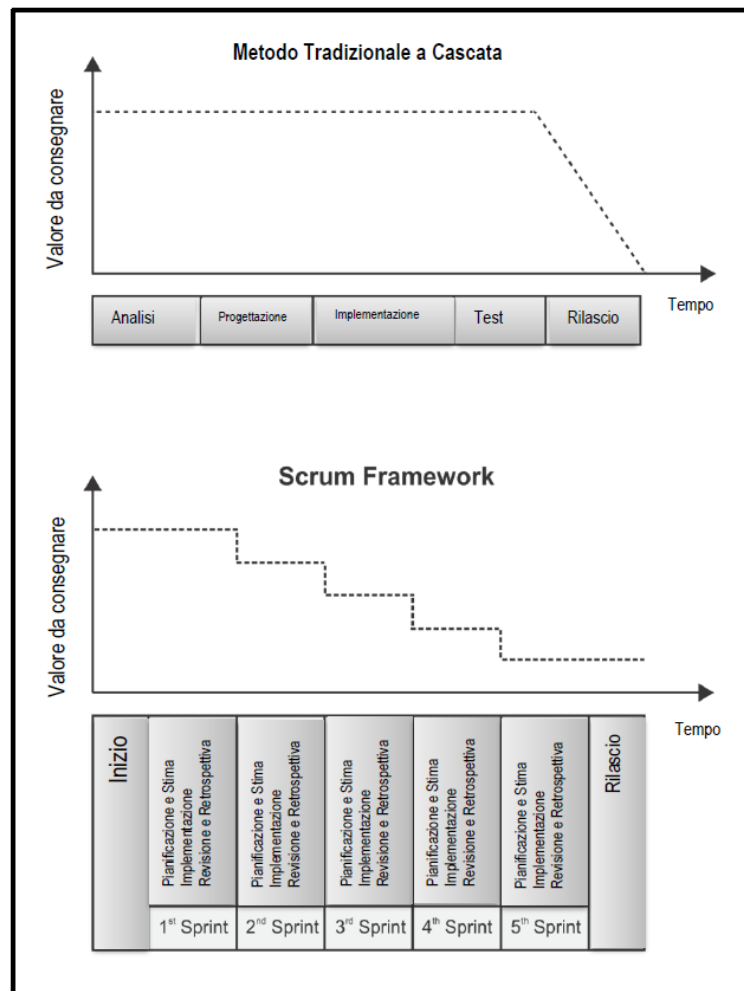 Metodo Tradizionale a Cascata
Valore da consegnare
Tempo
Analisi
Progettazione
Implementazione
Test
Rilascio
Scrum Framework
Valore da consegnare
Tempo
Inizio
Pianificazione e Stima
Implementazione
Revisione e Retrospettiva
1st Sprint
Pianificazione e Stima
Implementazione
Revisione e Retrospettiva
2nd Sprint
Pianificazione e Stima
Implementazione
Revisione e Retrospettiva
3rd Sprint
Pianificazione e Stima
Implementazione
Revisione e Retrospettiva
4th Sprint
Pianificazione e Stima
Implementazione
Revisione e Retrospettiva
5th Sprint
Rilascio